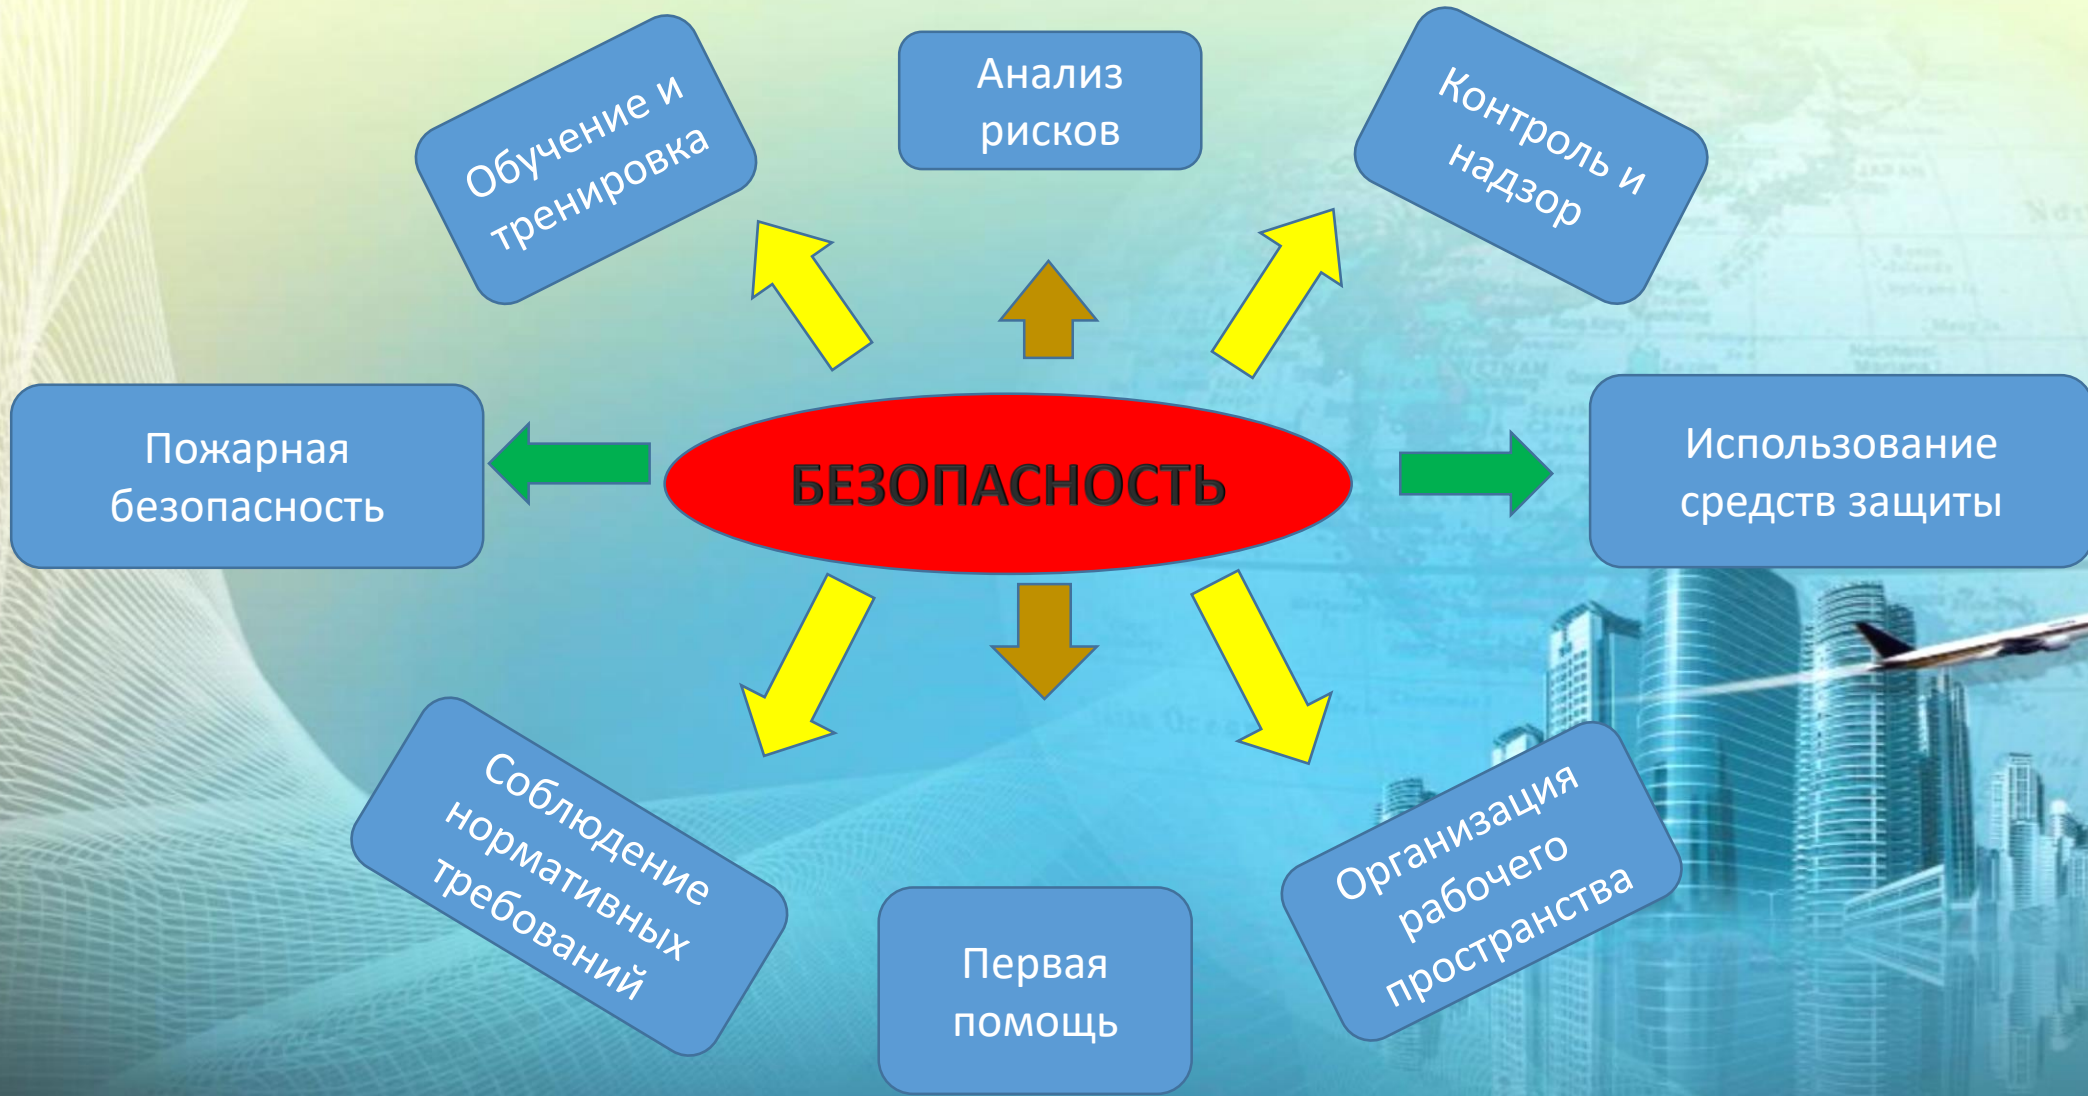 Обучение и
тренировка
Анализ
рисков
Контроль и
надзор
Пожарная
безопасность
БЕЗОПАСНОСТЬ
Использование
средств защиты
Соблюдение
нормативных
требований
Первая
помощь
Организация
рабочего
пространства